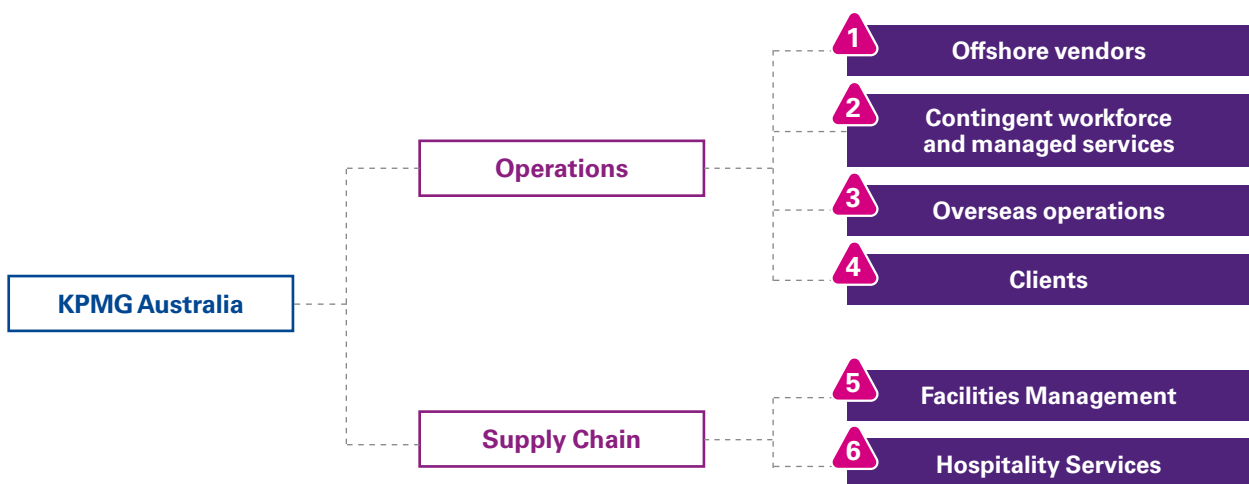 1
Offshore vendors
2
Contingent workforce
and managed services
Operations
3
Overseas operations
4
Clients
KPMG Australia
5
Facilities Management
Supply Chain
6
Hospitality Services